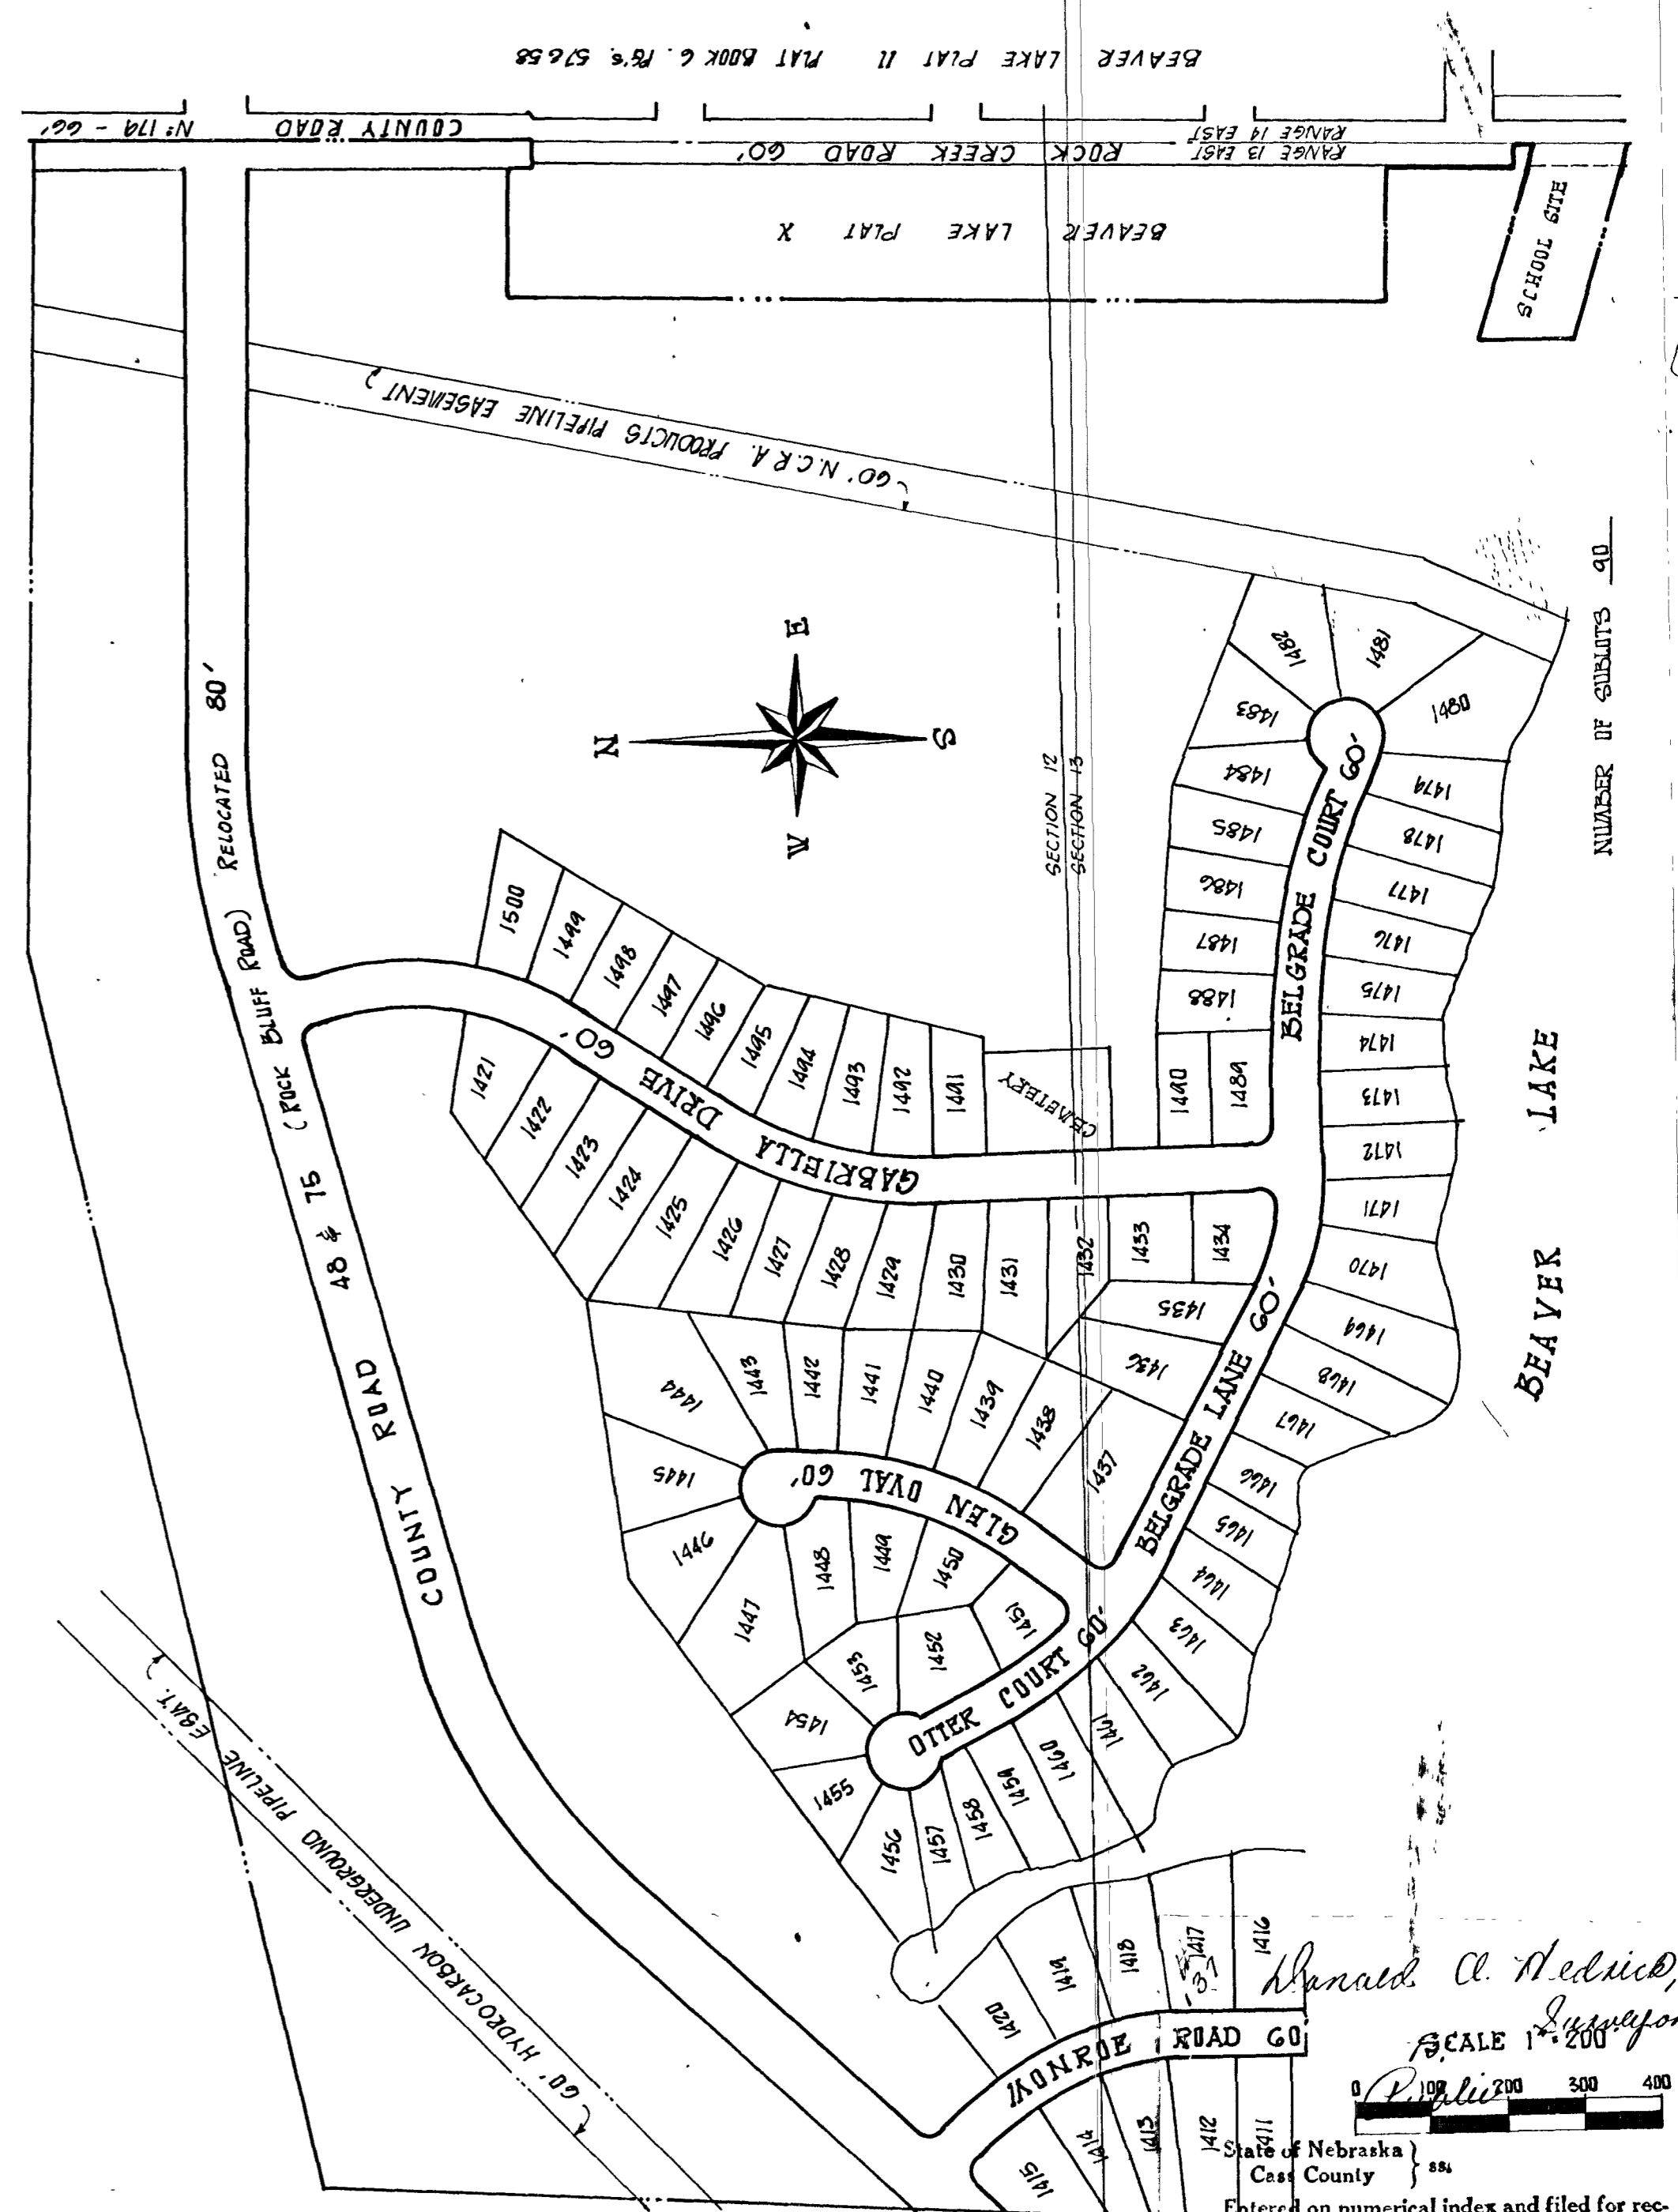 BEAVER LAKE PLAT 11 PLAT BOOK 6. PG'S. 57&58
COUNTY ROAD Nº 179 - 66'
RANGE 14 EAST
RANGE 13 EAST
ROCK CREEK ROAD 60'
BEAVER LAKE PLAT X
SCHOOL SITE
60' N.C.R.A. PRODUCTS PIPELINE EASEMENT
NUMBER OF SUBLOTS 90
N
E
S
W
SECTION 12
SECTION 13
COUNTY ROAD 48 & 75 (ROCK BLUFF ROAD) RELOCATED 80'
1482
1481
1483
1480
1484
1479
1485
1478
1486
1477
1487
1476
1488
1475
1474
1490
1489
1473
1472
1471
1470
1469
1468
1467
1466
1465
1464
1463
1462
1461
BELGRADE COURT 60'
1500
1499
1498
1497
1496
1495
1494
1493
1492
1491
CEMETERY
GABRIELLA DRIVE 60'
1421
1422
1423
1424
1425
1426
1427
1428
1429
1430
1431
1432
1433
1434
1435
1436
1437
1438
1439
1440
1441
1442
1443
1444
1445
1446
1447
1448
1449
1450
1451
1452
1453
1454
1455
1456
1457
1458
1459
1460
BELGRADE LANE 60'
GLEN OVAL 60'
OTTER COURT 60'
BEAVER LAKE
60' HYDROCARBON UNDERGROUND PIPELINE ESM'T.
1420
1419
1418
1417
1416
MONROE ROAD 60'
1415
1414
1413
1412
1411
Donald A. Hedrick,
Surveyor
SCALE 1" = 200'
Public
0 100 200 300 400
State of Nebraska } ss.
Cass County
Entered on numerical index and filed for rec-